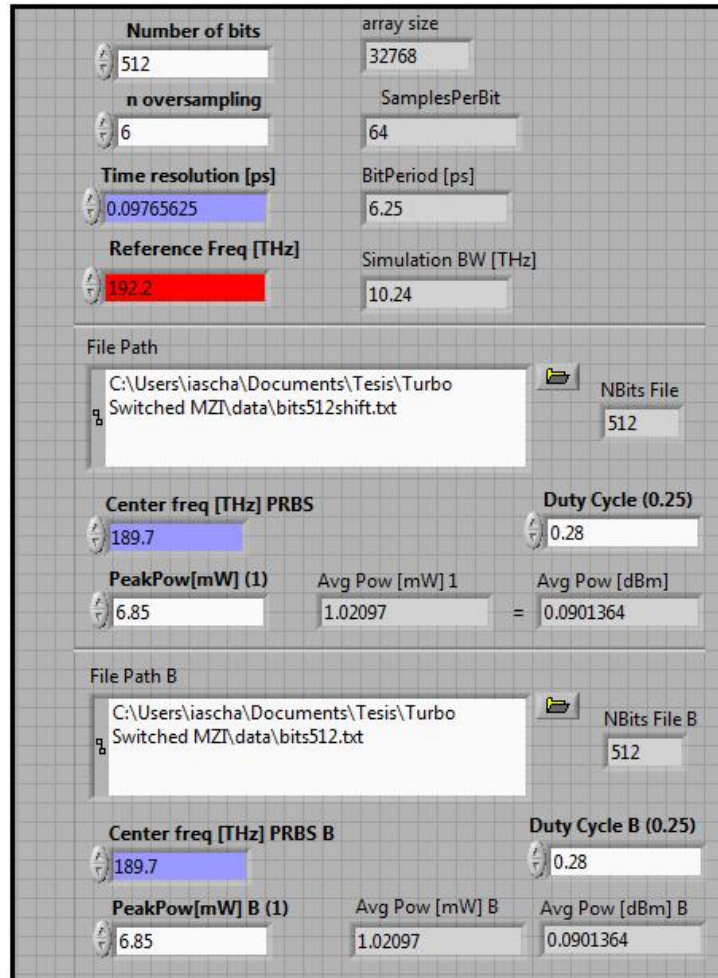 Number of bits
array size
512
32768
n oversampling
SamplesPerBit
6
64
Time resolution [ps]
BitPeriod [ps]
0.09765625
6.25
Reference Freq [THz]
Simulation BW [THz]
192.2
10.24
File Path
C:\Users\iascha\Documents\Tesis\Turbo
Switched MZI\data\bits512shift.txt
NBits File
512
Center freq [THz] PRBS
Duty Cycle (0.25)
189.7
0.28
PeakPow[mW] (1)
Avg Pow [mW] 1
Avg Pow [dBm]
6.85
1.02097
=
0.0901364
File Path B
C:\Users\iascha\Documents\Tesis\Turbo
Switched MZI\data\bits512.txt
NBits File B
512
Center freq [THz] PRBS B
Duty Cycle B (0.25)
189.7
0.28
PeakPow[mW] B (1)
Avg Pow [mW] B
Avg Pow [dBm] B
6.85
1.02097
0.0901364